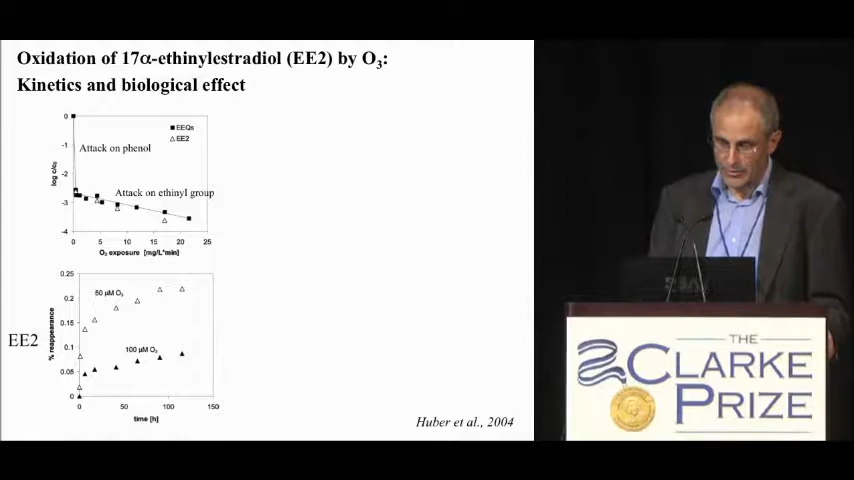 Oxidation of 17α-ethinylestradiol (EE2) by O₃:
Kinetics and biological effect
0
-1
-2
-3
-4
log c/c₀
EEQs
EE2
Attack on phenol
Attack on ethinyl group
0 5 10 15 20 25
O₃ exposure [mg/L*min]
0.25
0.2
0.15
0.1
0.05
0
EE2
% reappearance
50 µM O₃
100 µM O₃
0 50 100 150
time [h]
Huber et al., 2004
THE
CLARKE
PRIZE